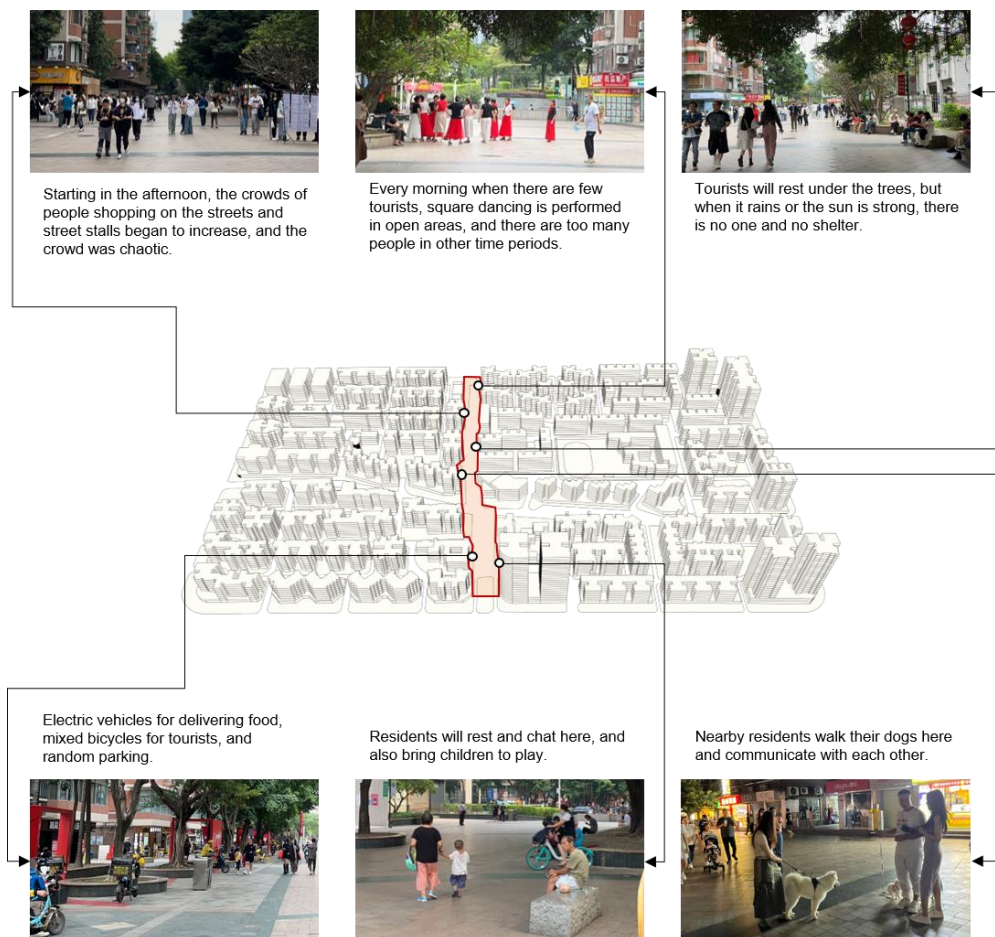 Starting in the afternoon, the crowds of
people shopping on the streets and
street stalls began to increase, and the
crowd was chaotic.
Every morning when there are few
tourists, square dancing is performed
in open areas, and there are too many
people in other time periods.
Tourists will rest under the trees, but
when it rains or the sun is strong, there
is no one and no shelter.
Electric vehicles for delivering food,
mixed bicycles for tourists, and
random parking.
Residents will rest and chat here, and
also bring children to play.
Nearby residents walk their dogs here
and communicate with each other.